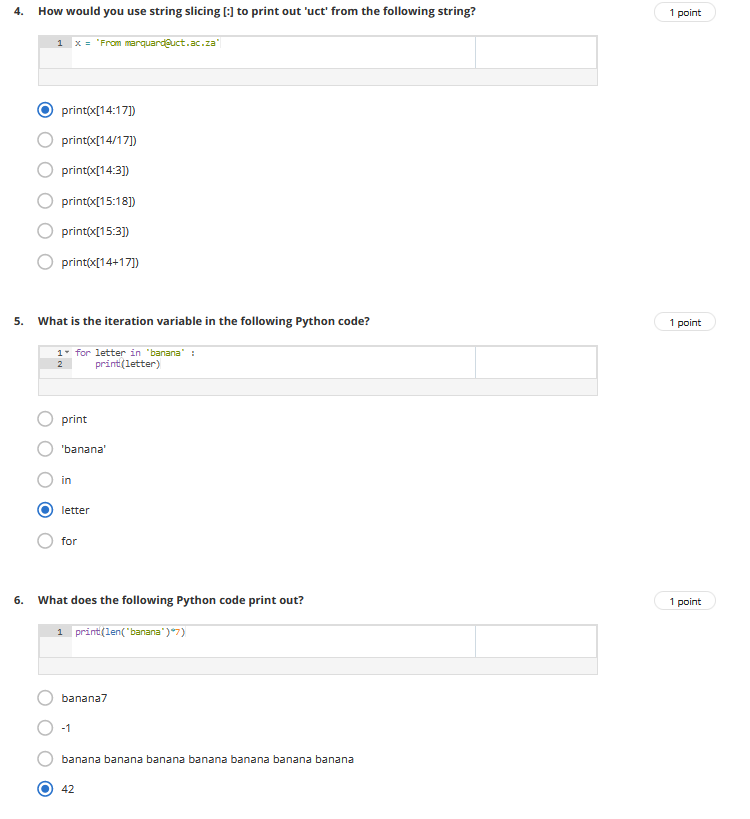 4. How would you use string slicing [:] to print out 'uct' from the following string?
1 point
1 x = 'From marquard@uct.ac.za'
print(x[14:17])
print(x[14/17])
print(x[14:3])
print(x[15:18])
print(x[15:3])
print(x[14+17])
5. What is the iteration variable in the following Python code?
1 point
1 for letter in 'banana' :
2 print(letter)
print
'banana'
in
letter
for
6. What does the following Python code print out?
1 point
1 print(len('banana')*7)
banana7
-1
banana banana banana banana banana banana banana
42